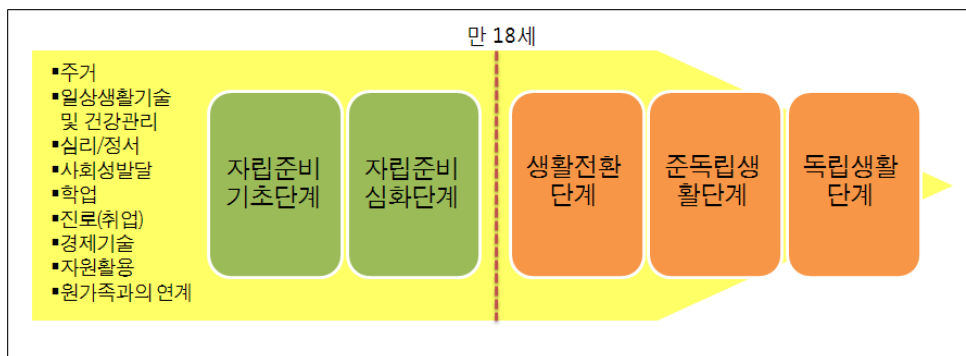 만 18세
▪주거
▪일상생활기술
및 건강관리
▪심리/정서
▪사회성발달
▪학업
▪진로(취업)
▪경제기술
▪자원활용
▪원가족과의 연계
자립준비
기초단계
자립준비
심화단계
생활전환
단계
준독립생
활단계
독립생활
단계